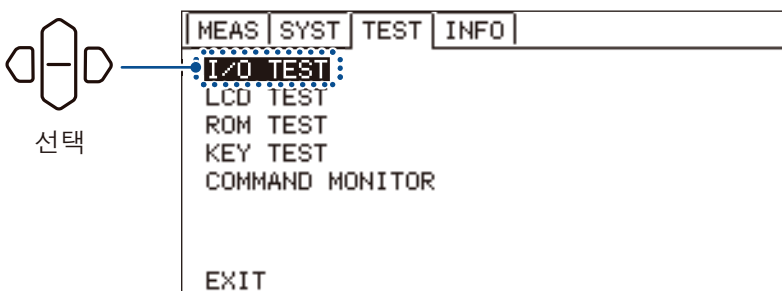 MEAS SYST TEST INFO
I/O TEST
LCD TEST
ROM TEST
KEY TEST
COMMAND MONITOR
EXIT
선택